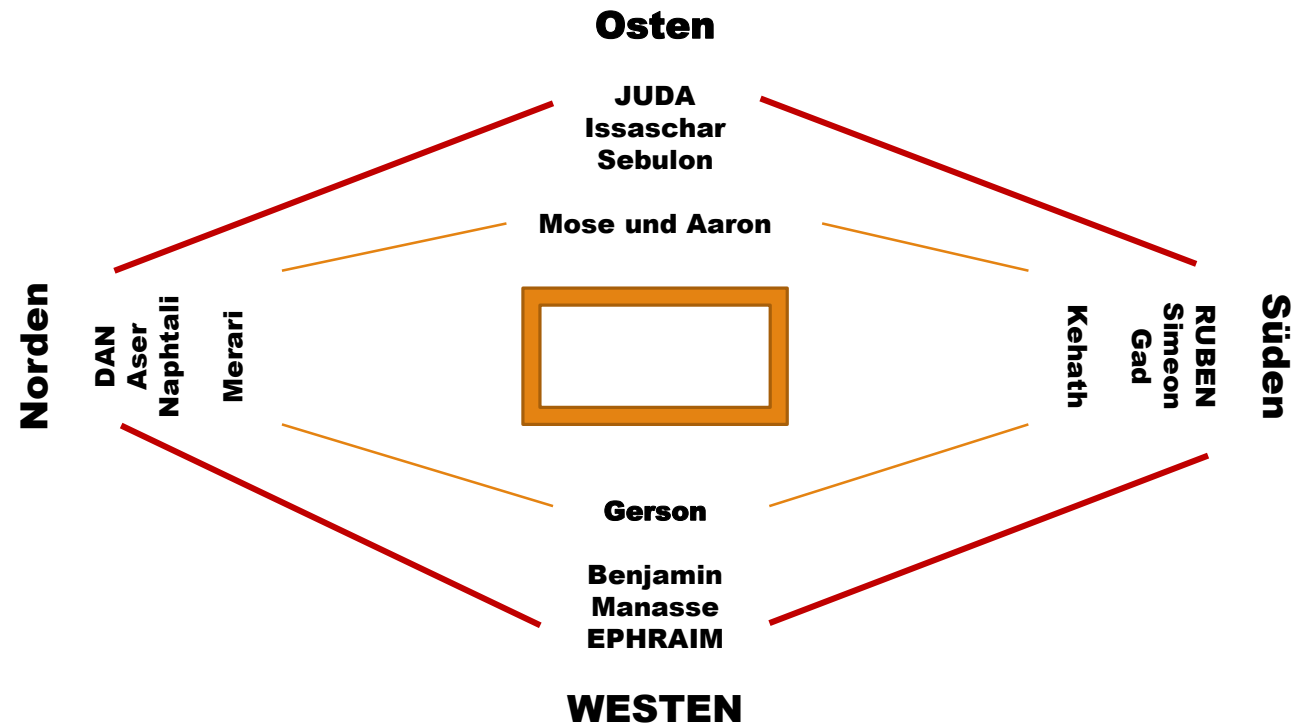 Osten
JUDA
Issaschar
Sebulon
Mose und Aaron
Norden
DAN
Aser
Naphtali
Merari
Kehath
Gad
Simeon
RUBEN
Süden
Gerson
Benjamin
Manasse
EPHRAIM
WESTEN